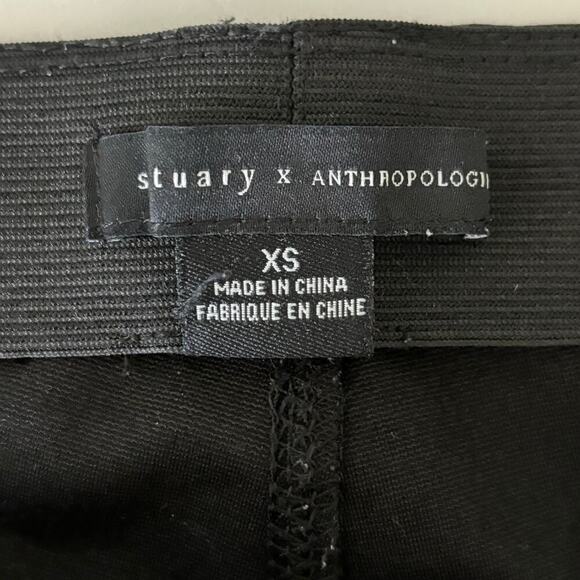 stuary x ANTHROPOLOGI
XS
MADE IN CHINA
FABRIQUE EN CHINE